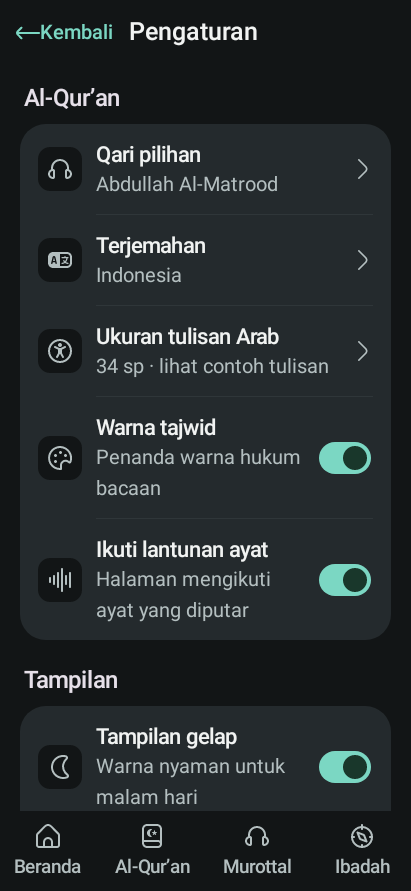 Kembali Pengaturan
Al-Qur’an
Qari pilihan
Abdullah Al-Matrood
Terjemahan
Indonesia
Ukuran tulisan Arab
34 sp · lihat contoh tulisan
Warna tajwid
Penanda warna hukum
bacaan
Ikuti lantunan ayat
Halaman mengikuti
ayat yang diputar
Tampilan
Tampilan gelap
Warna nyaman untuk
malam hari
Beranda Al-Qur’an Murottal Ibadah